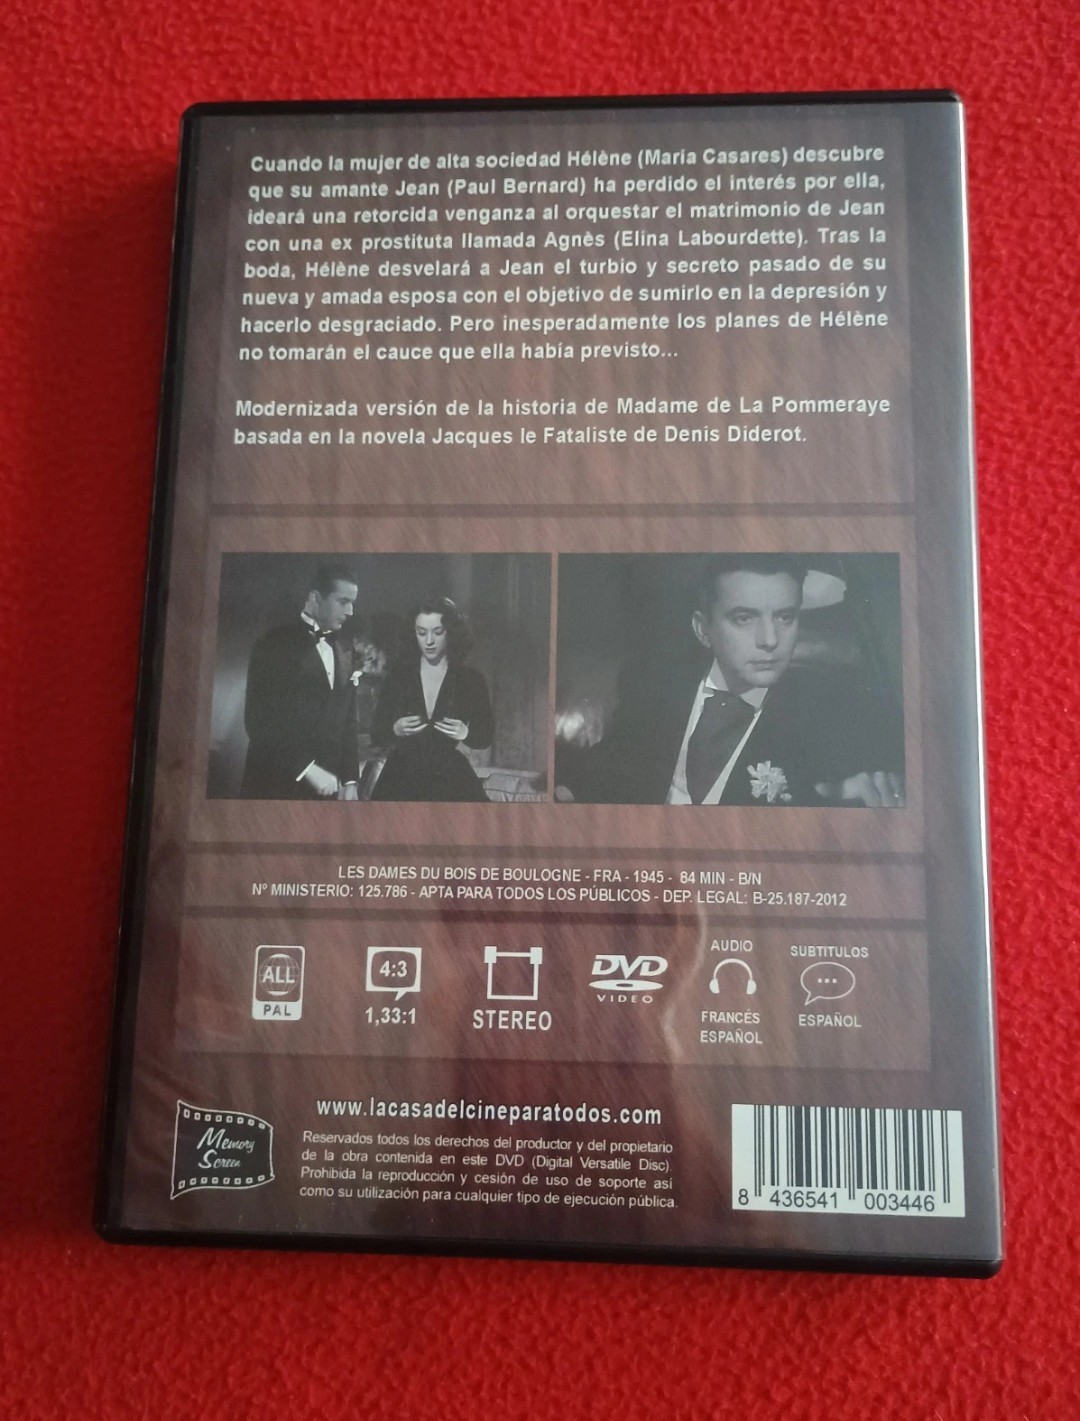 Cuando la mujer de alta sociedad Hélène (María Casares) descubre
que su amante Jean (Paul Bernard) ha perdido el interés por ella,
ideará una retorcida venganza al orquestar el matrimonio de Jean
con una ex prostituta llamada Agnès (Elina Labourdette). Tras la
boda, Hélène desvelará a Jean el turbio y secreto pasado de su
nueva y amada esposa con el objetivo de sumirlo en la depresión y
hacerlo desgraciado. Pero inesperadamente los planes de Hélène
no tomarán el cauce que ella había previsto...
Modernizada versión de la historia de Madame de La Pommeraye
basada en la novela Jacques le Fataliste de Denis Diderot.
LES DAMES DU BOIS DE BOULOGNE - FRA - 1945 - 84 MIN - B/N
Nº MINISTERIO: 125.786 - APTA PARA TODOS LOS PÚBLICOS - DEP. LEGAL: B-25.187-2012
ALL
PAL
4:3
1,33:1
STEREO
DVD
VIDEO
AUDIO
FRANCÉS
ESPAÑOL
SUBTITULOS
ESPAÑOL
www.lacasadelcineparatodos.com
Memory
Screen
Reservados todos los derechos del productor y del propietario
de la obra contenida en este DVD (Digital Versatile Disc).
Prohibida la reproducción y cesión de uso de soporte así
como su utilización para cualquier tipo de ejecución pública.
8 436541 003446